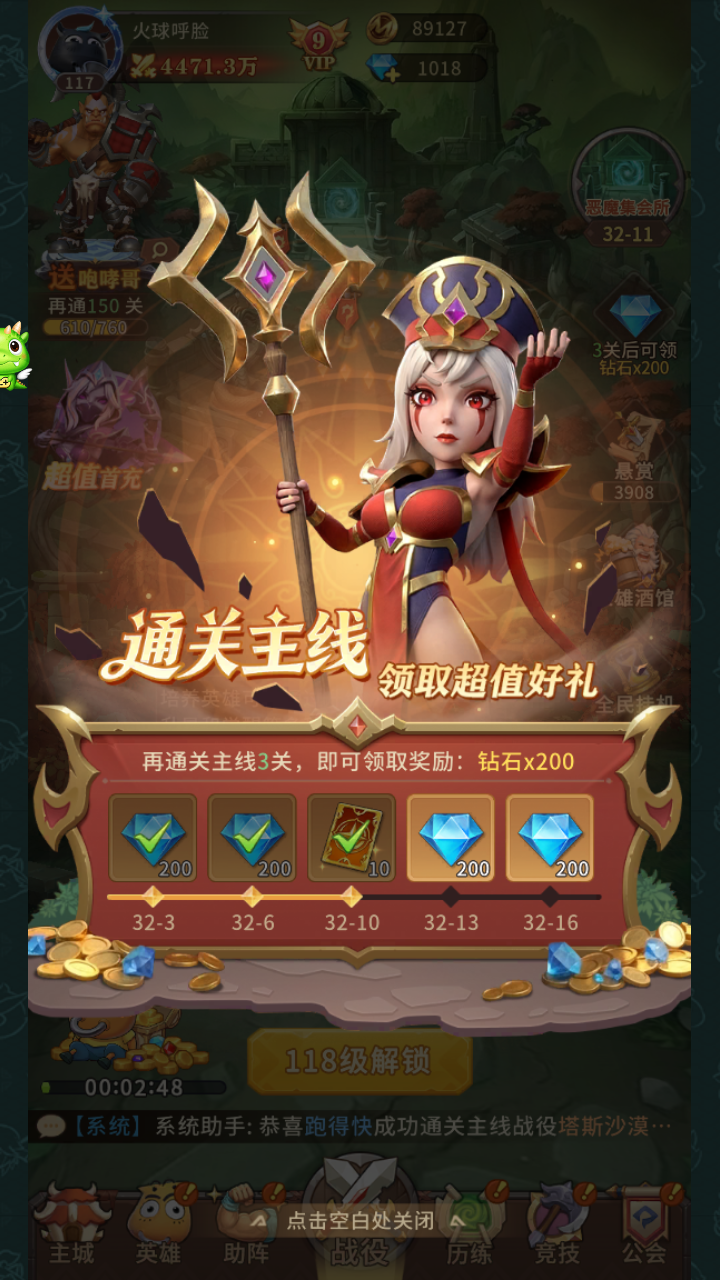 火球呼脸
9
VIP
89127
117
4471.3万
1018
恶魔集会所
32-11
送咆哮哥
再通150关
610/760
3关后可领
钻石x200
超值首充
悬赏
3908
雄酒馆
通关主线
领取超值好礼
培养英雄
全民挂机
再通关主线3关，即可领取奖励：钻石x200
200
200
10
200
200
32-3
32-6
32-10
32-13
32-16
118级解锁
00:02:48
【系统】系统助手: 恭喜跑得快成功通关主线战役塔斯沙漠…
点击空白处关闭
主城
英雄
助阵
战役
历练
竞技
公会